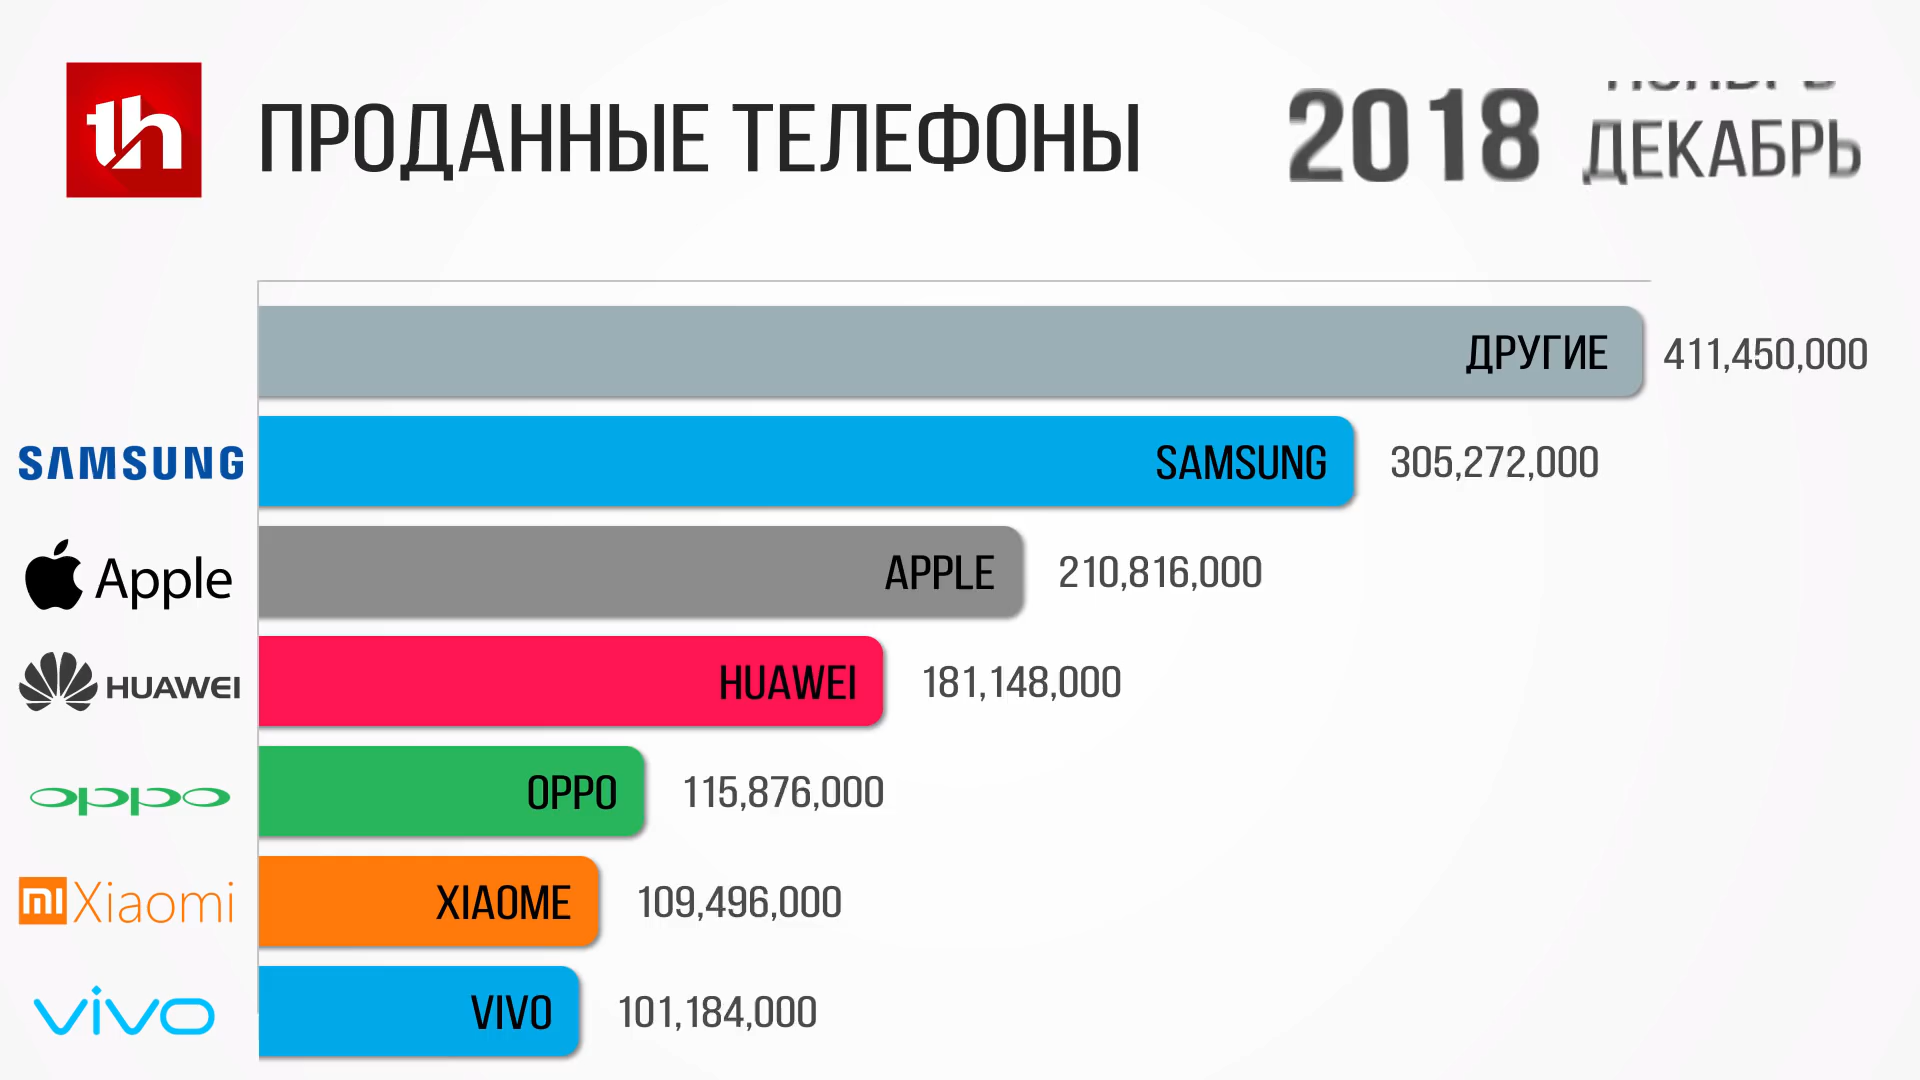 th ПРОДАННЫЕ ТЕЛЕФОНЫ 2018 ДЕКАБРЬ
ДРУГИЕ 411,450,000
SAMSUNG SAMSUNG 305,272,000
Apple APPLE 210,816,000
HUAWEI HUAWEI 181,148,000
oppo OPPO 115,876,000
mi Xiaomi XIAOME 109,496,000
vivo VIVO 101,184,000